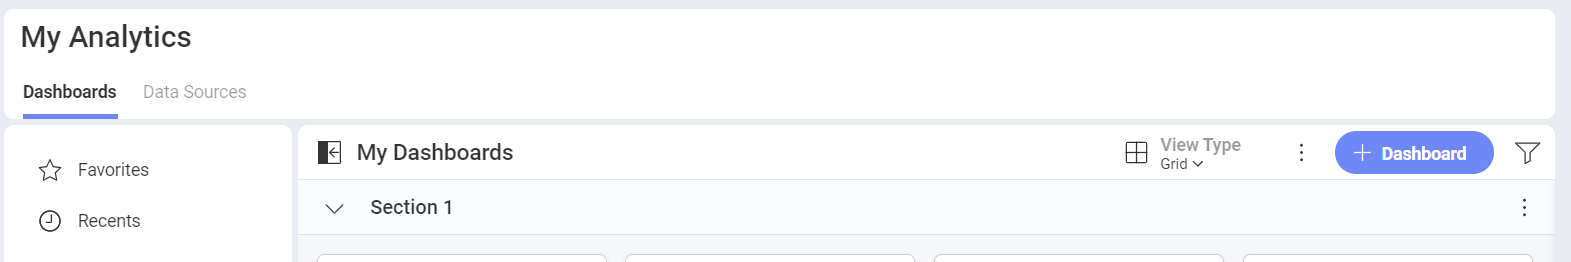 My Analytics
Dashboards
Data Sources
Favorites
Recents
My Dashboards
View Type
Grid
Dashboard
Section 1